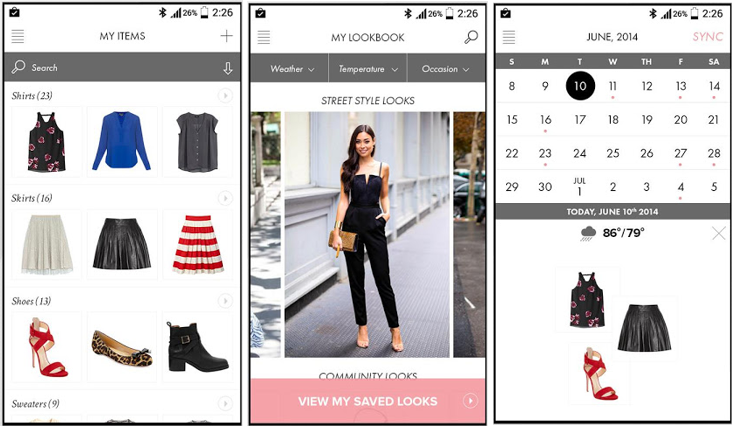 26% 2:26
MY ITEMS
Search
Shirts (23)
Skirts (16)
Shoes (13)
Sweaters (9)
26% 2:26
MY LOOKBOOK
Weather Temperature Occasion
STREET STYLE LOOKS
COMMUNITY LOOKS
VIEW MY SAVED LOOKS
26% 2:26
JUNE, 2014 SYNC
S M T W TH F SA
8 9 10 11 12 13 14
15 16 17 18 19 20 21
22 23 24 25 26 27 28
29 30 JUL 1 2 3 4 5
TODAY, JUNE 10th 2014
86°/79°